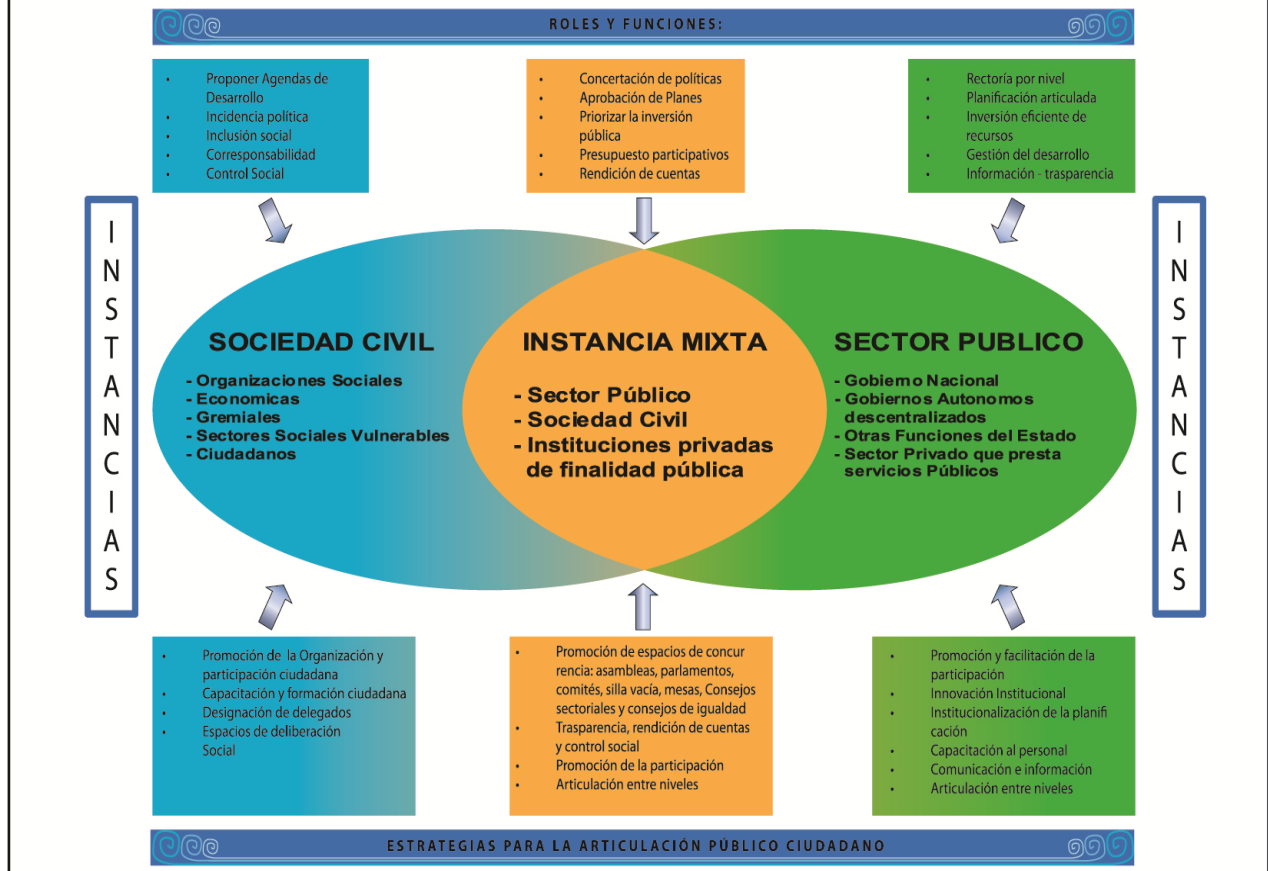 ROLES Y FUNCIONES:
• Proponer Agendas de
Desarrollo
• Incidencia política
• Inclusión social
• Corresponsabilidad
• Control Social
• Concertación de políticas
• Aprobación de Planes
• Priorizar la inversión
pública
• Presupuesto participativos
• Rendición de cuentas
• Rectoría por nivel
• Planificación articulada
• Inversión eficiente de
recursos
• Gestión del desarrollo
• Información - trasparencia
INSTANCIAS
SOCIEDAD CIVIL
- Organizaciones Sociales
- Economicas
- Gremiales
- Sectores Sociales Vulnerables
- Ciudadanos
INSTANCIA MIXTA
- Sector Público
- Sociedad Civil
- Instituciones privadas
de finalidad pública
SECTOR PUBLICO
- Gobierno Nacional
- Gobiernos Autonomos
descentralizados
- Otras Funciones del Estado
- Sector Privado que presta
servicios Públicos
INSTANCIAS
• Promoción de la Organización y
participación ciudadana
• Capacitación y formación ciudadana
• Designación de delegados
• Espacios de deliberación
Social
• Promoción de espacios de concur
rencia: asambleas, parlamentos,
comités, silla vacía, mesas, Consejos
sectoriales y consejos de igualdad
• Trasparencia, rendición de cuentas
y control social
• Promoción de la participación
• Articulación entre niveles
• Promoción y facilitación de la
participación
• Innovación Institucional
• Institucionalización de la planifi
cación
• Capacitación al personal
• Comunicación e información
• Articulación entre niveles
ESTRATEGIAS PARA LA ARTICULACIÓN PÚBLICO CIUDADANO